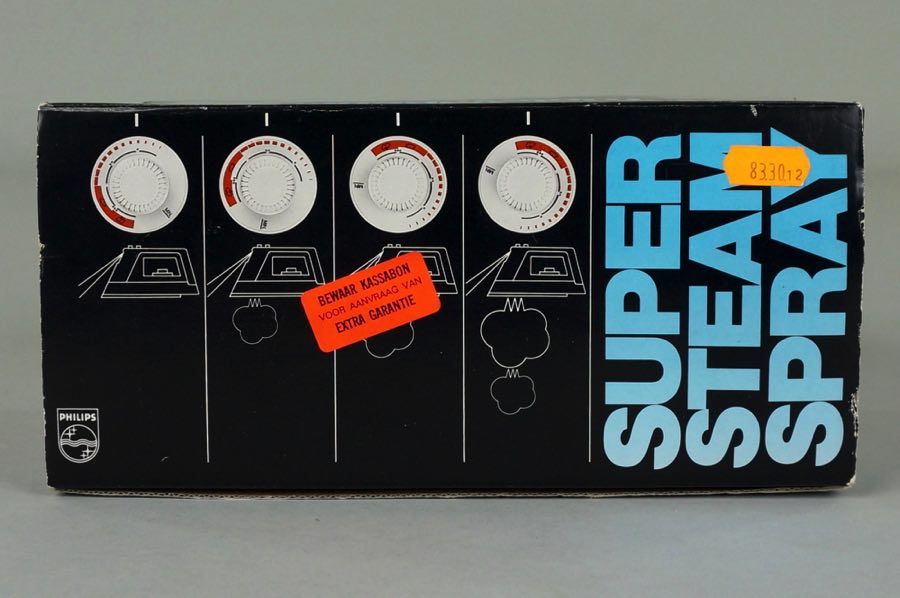 PHILIPS
BEWAAR KASSABON
VOOR AANVRAAG VAN
EXTRA GARANTIE
SUPER
STEAM
SPRAY
83.30 12